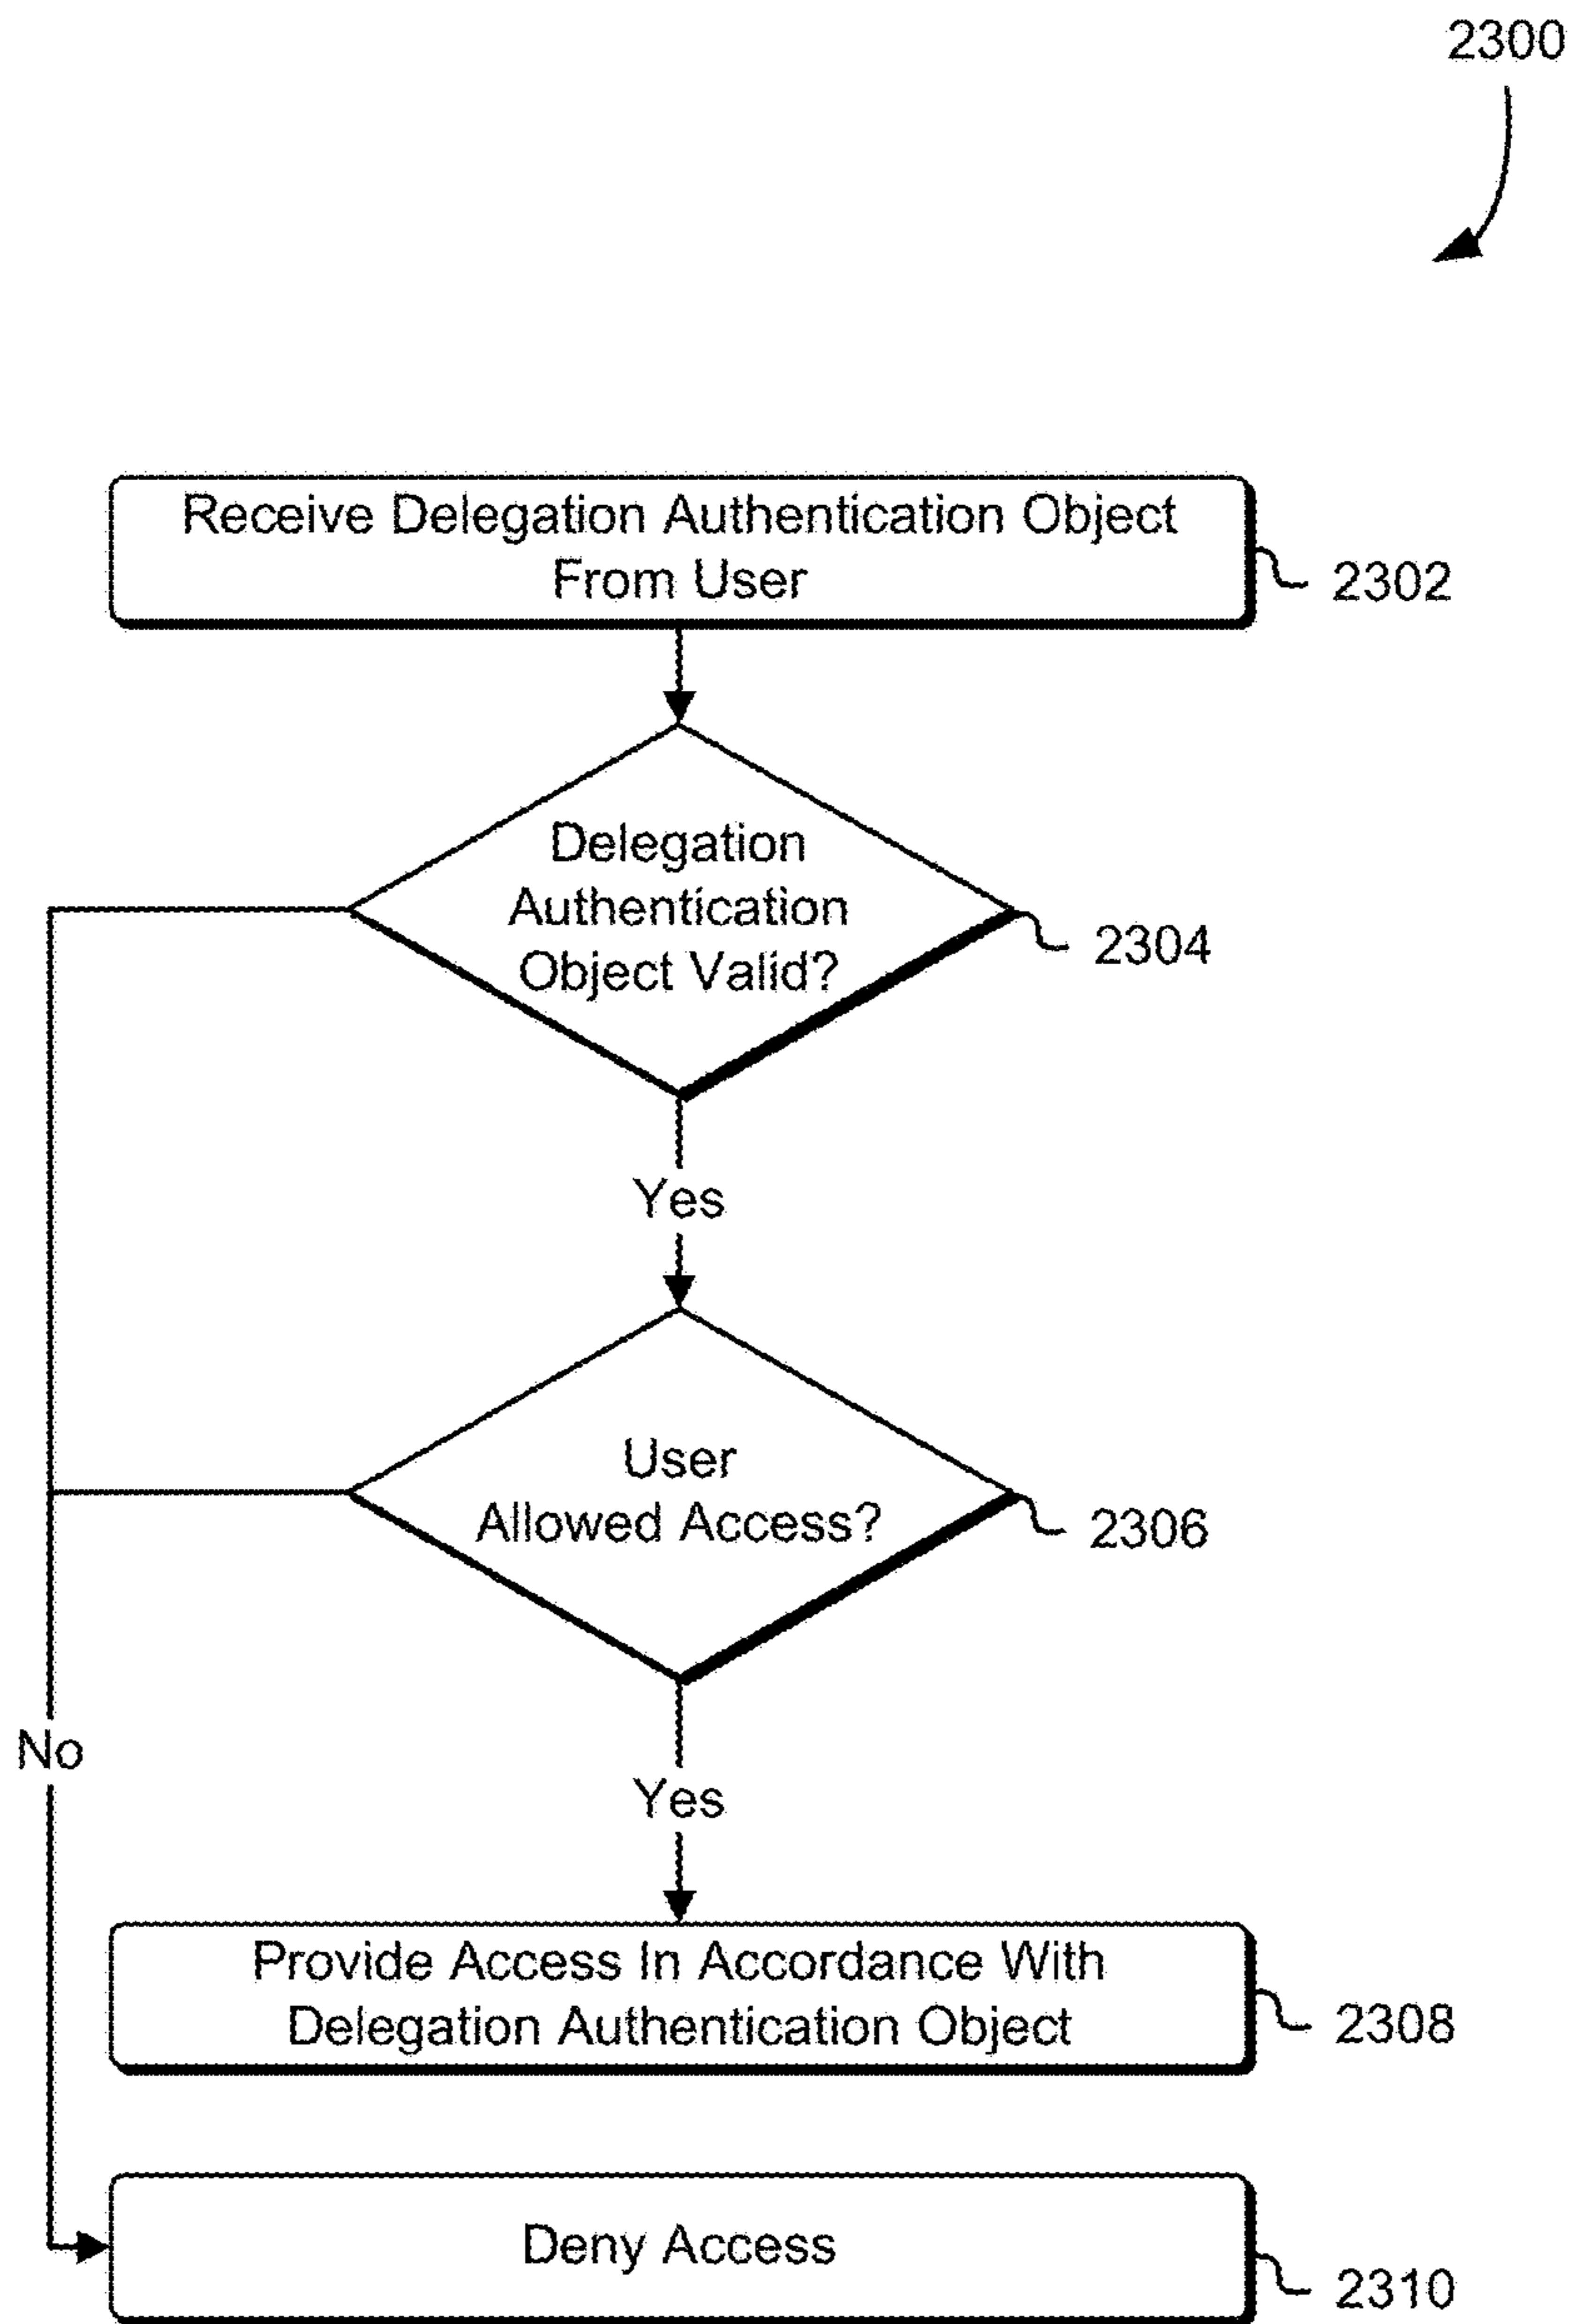 2300
Receive Delegation Authentication Object
From User
2302
Delegation
Authentication
Object Valid?
2304
Yes
User
Allowed Access?
2306
No
Yes
Provide Access In Accordance With
Delegation Authentication Object
2308
Deny Access
2310